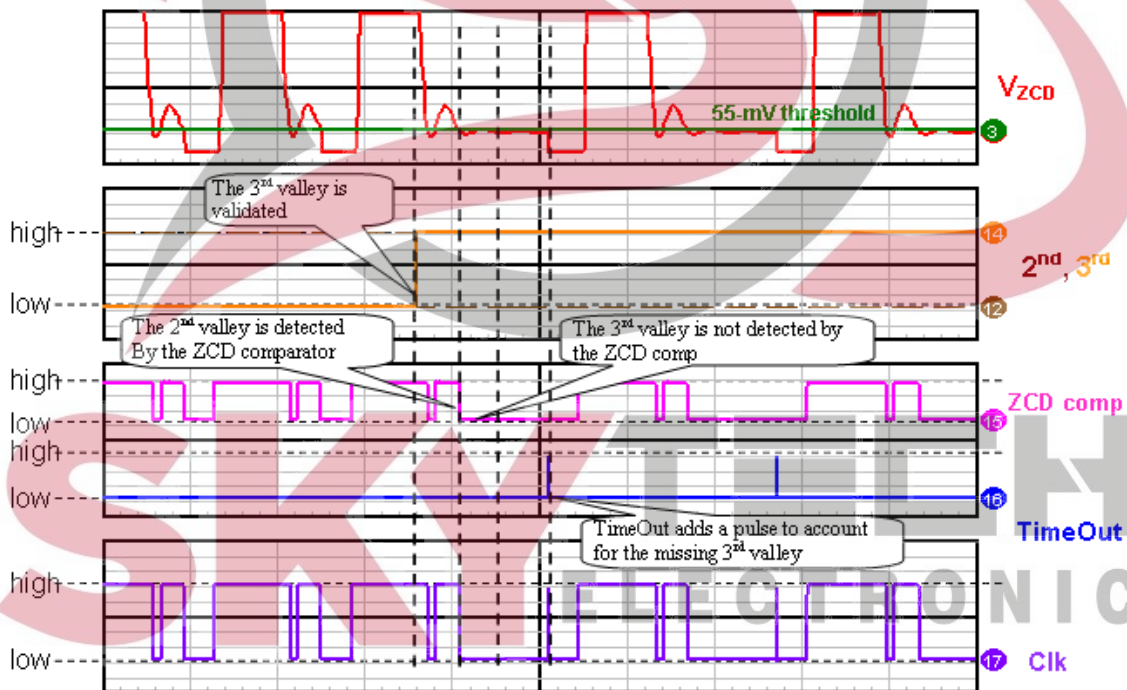 VZCD
55-mV threshold
3
The 3rd valley is
validated
high
14
2nd, 3rd
low
12
The 2nd valley is detected
By the ZCD comparator
The 3rd valley is not detected by
the ZCD comp
high
ZCD comp
low
15
high
low
16
TimeOut adds a pulse to account
for the missing 3rd valley
TimeOut
high
low
17
Clk
SKYTECH
ELECTRONIC